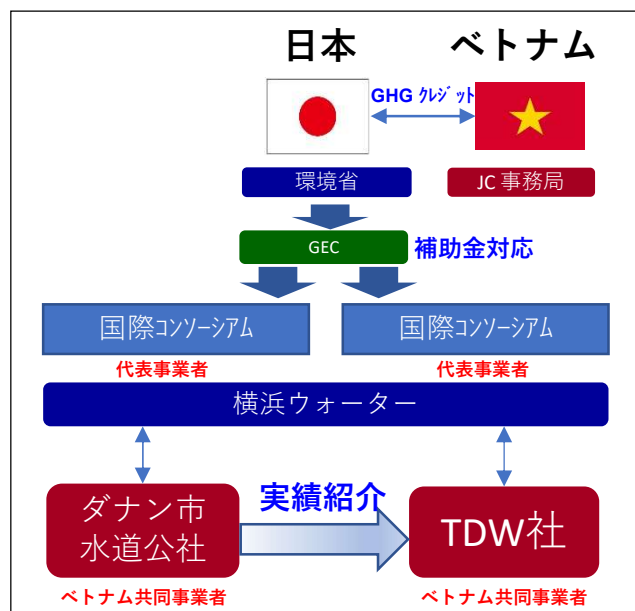 日本
ベトナム
GHG ｸﾚｼﾞｯﾄ
環境省
JC 事務局
GEC
補助金対応
国際ｺﾝｿｰｼｱﾑ
国際ｺﾝｿｰｼｱﾑ
代表事業者
代表事業者
横浜ウォーター
ダナン市
水道公社
実績紹介
TDW社
ベトナム共同事業者
ベトナム共同事業者